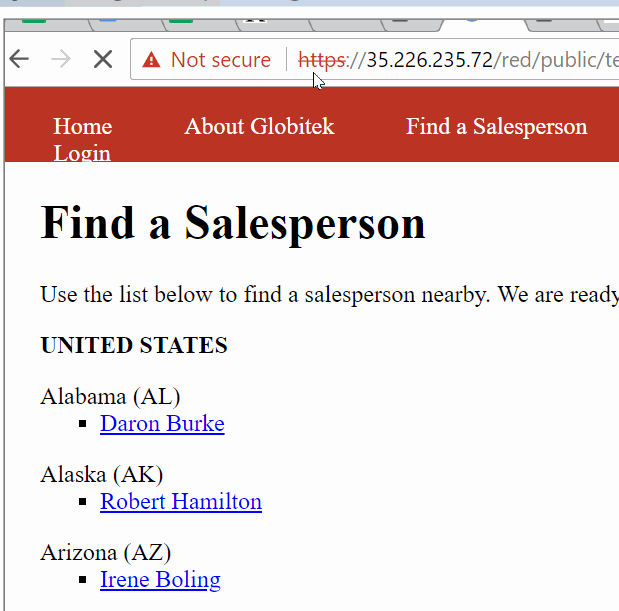 Not secure https://35.226.235.72/red/public/te
Home About Globitek Find a Salesperson
Login
Find a Salesperson
Use the list below to find a salesperson nearby. We are ready
UNITED STATES
Alabama (AL)
Daron Burke
Alaska (AK)
Robert Hamilton
Arizona (AZ)
Irene Boling